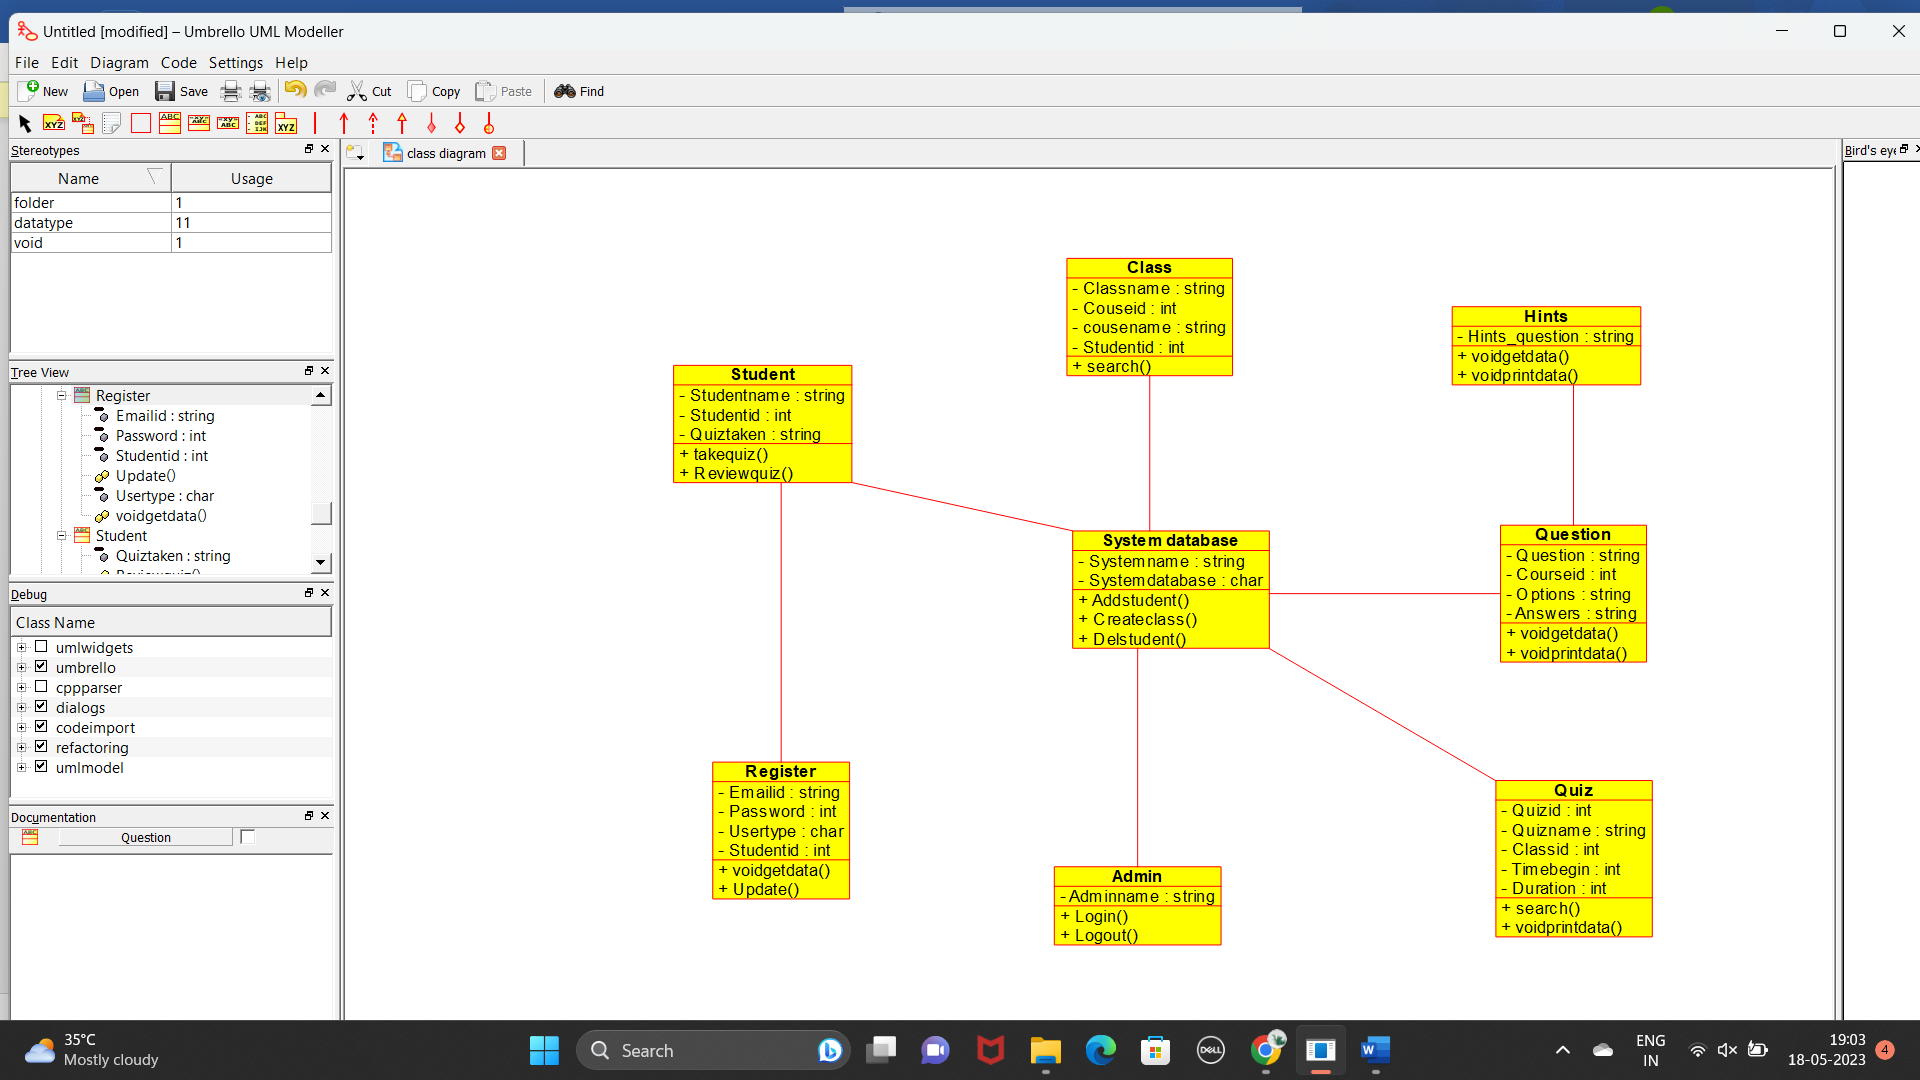 Untitled [modified] – Umbrello UML Modeller
File Edit Diagram Code Settings Help
New Open Save Cut Copy Paste Find
Stereotypes
Name Usage
folder 1
datatype 11
void 1
Tree View
Register
Emailid : string
Password : int
Studentid : int
Update()
Usertype : char
voidgetdata()
Student
Quiztaken : string
Reviewquiz()
Debug
Class Name
umlwidgets
umbrello
cppparser
dialogs
codeimport
refactoring
umlmodel
Documentation
Question
class diagram
Bird's eye
Class
- Classname : string
- Couseid : int
- cousename : string
- Studentid : int
+ search()
Hints
- Hints_question : string
+ voidgetdata()
+ voidprintdata()
Student
- Studentname : string
- Studentid : int
- Quiztaken : string
+ takequiz()
+ Reviewquiz()
System database
- Systemname : string
- Systemdatabase : char
+ Addstudent()
+ Createclass()
+ Delstudent()
Question
- Question : string
- Courseid : int
- Options : string
- Answers : string
+ voidgetdata()
+ voidprintdata()
Register
- Emailid : string
- Password : int
- Usertype : char
- Studentid : int
+ voidgetdata()
+ Update()
Admin
- Adminname : string
+ Login()
+ Logout()
Quiz
- Quizid : int
- Quizname : string
- Classid : int
- Timebegin : int
- Duration : int
+ search()
+ voidprintdata()
35°C
Mostly cloudy
Search
ENG
IN
19:03
18-05-2023
4